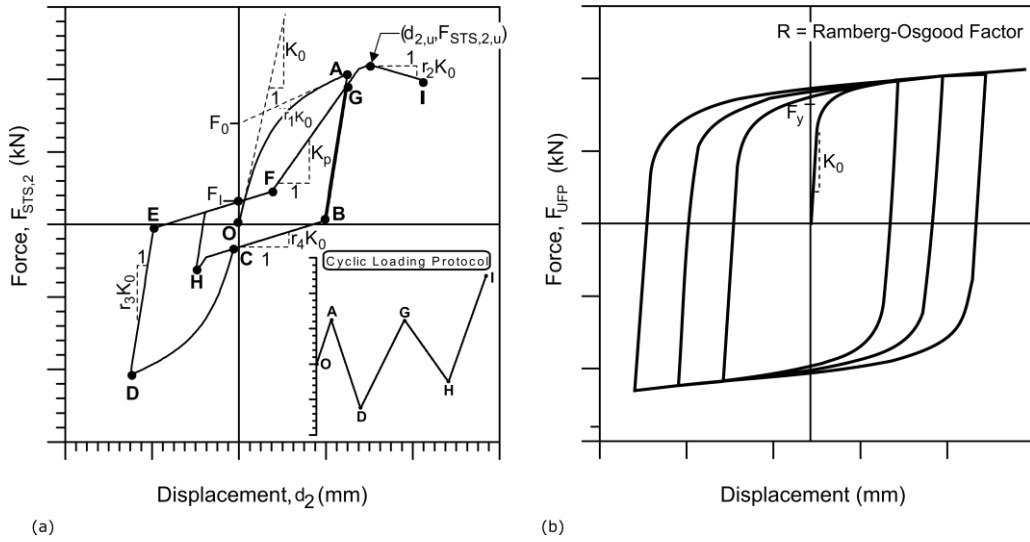 K0
1
(d2,u,FSTS,2,u)
1
r2K0
A
G
I
F0
r1K0
Kp
1
F
FI
E
O
B
r4K0
1
C
H
1
r3K0
D
Cyclic Loading Protocol
I
A
G
O
H
D
Force, FSTS,2 (kN)
Displacement, d2 (mm)
(a)
R = Ramberg-Osgood Factor
Fy
K0
Force, FUFP (kN)
Displacement (mm)
(b)